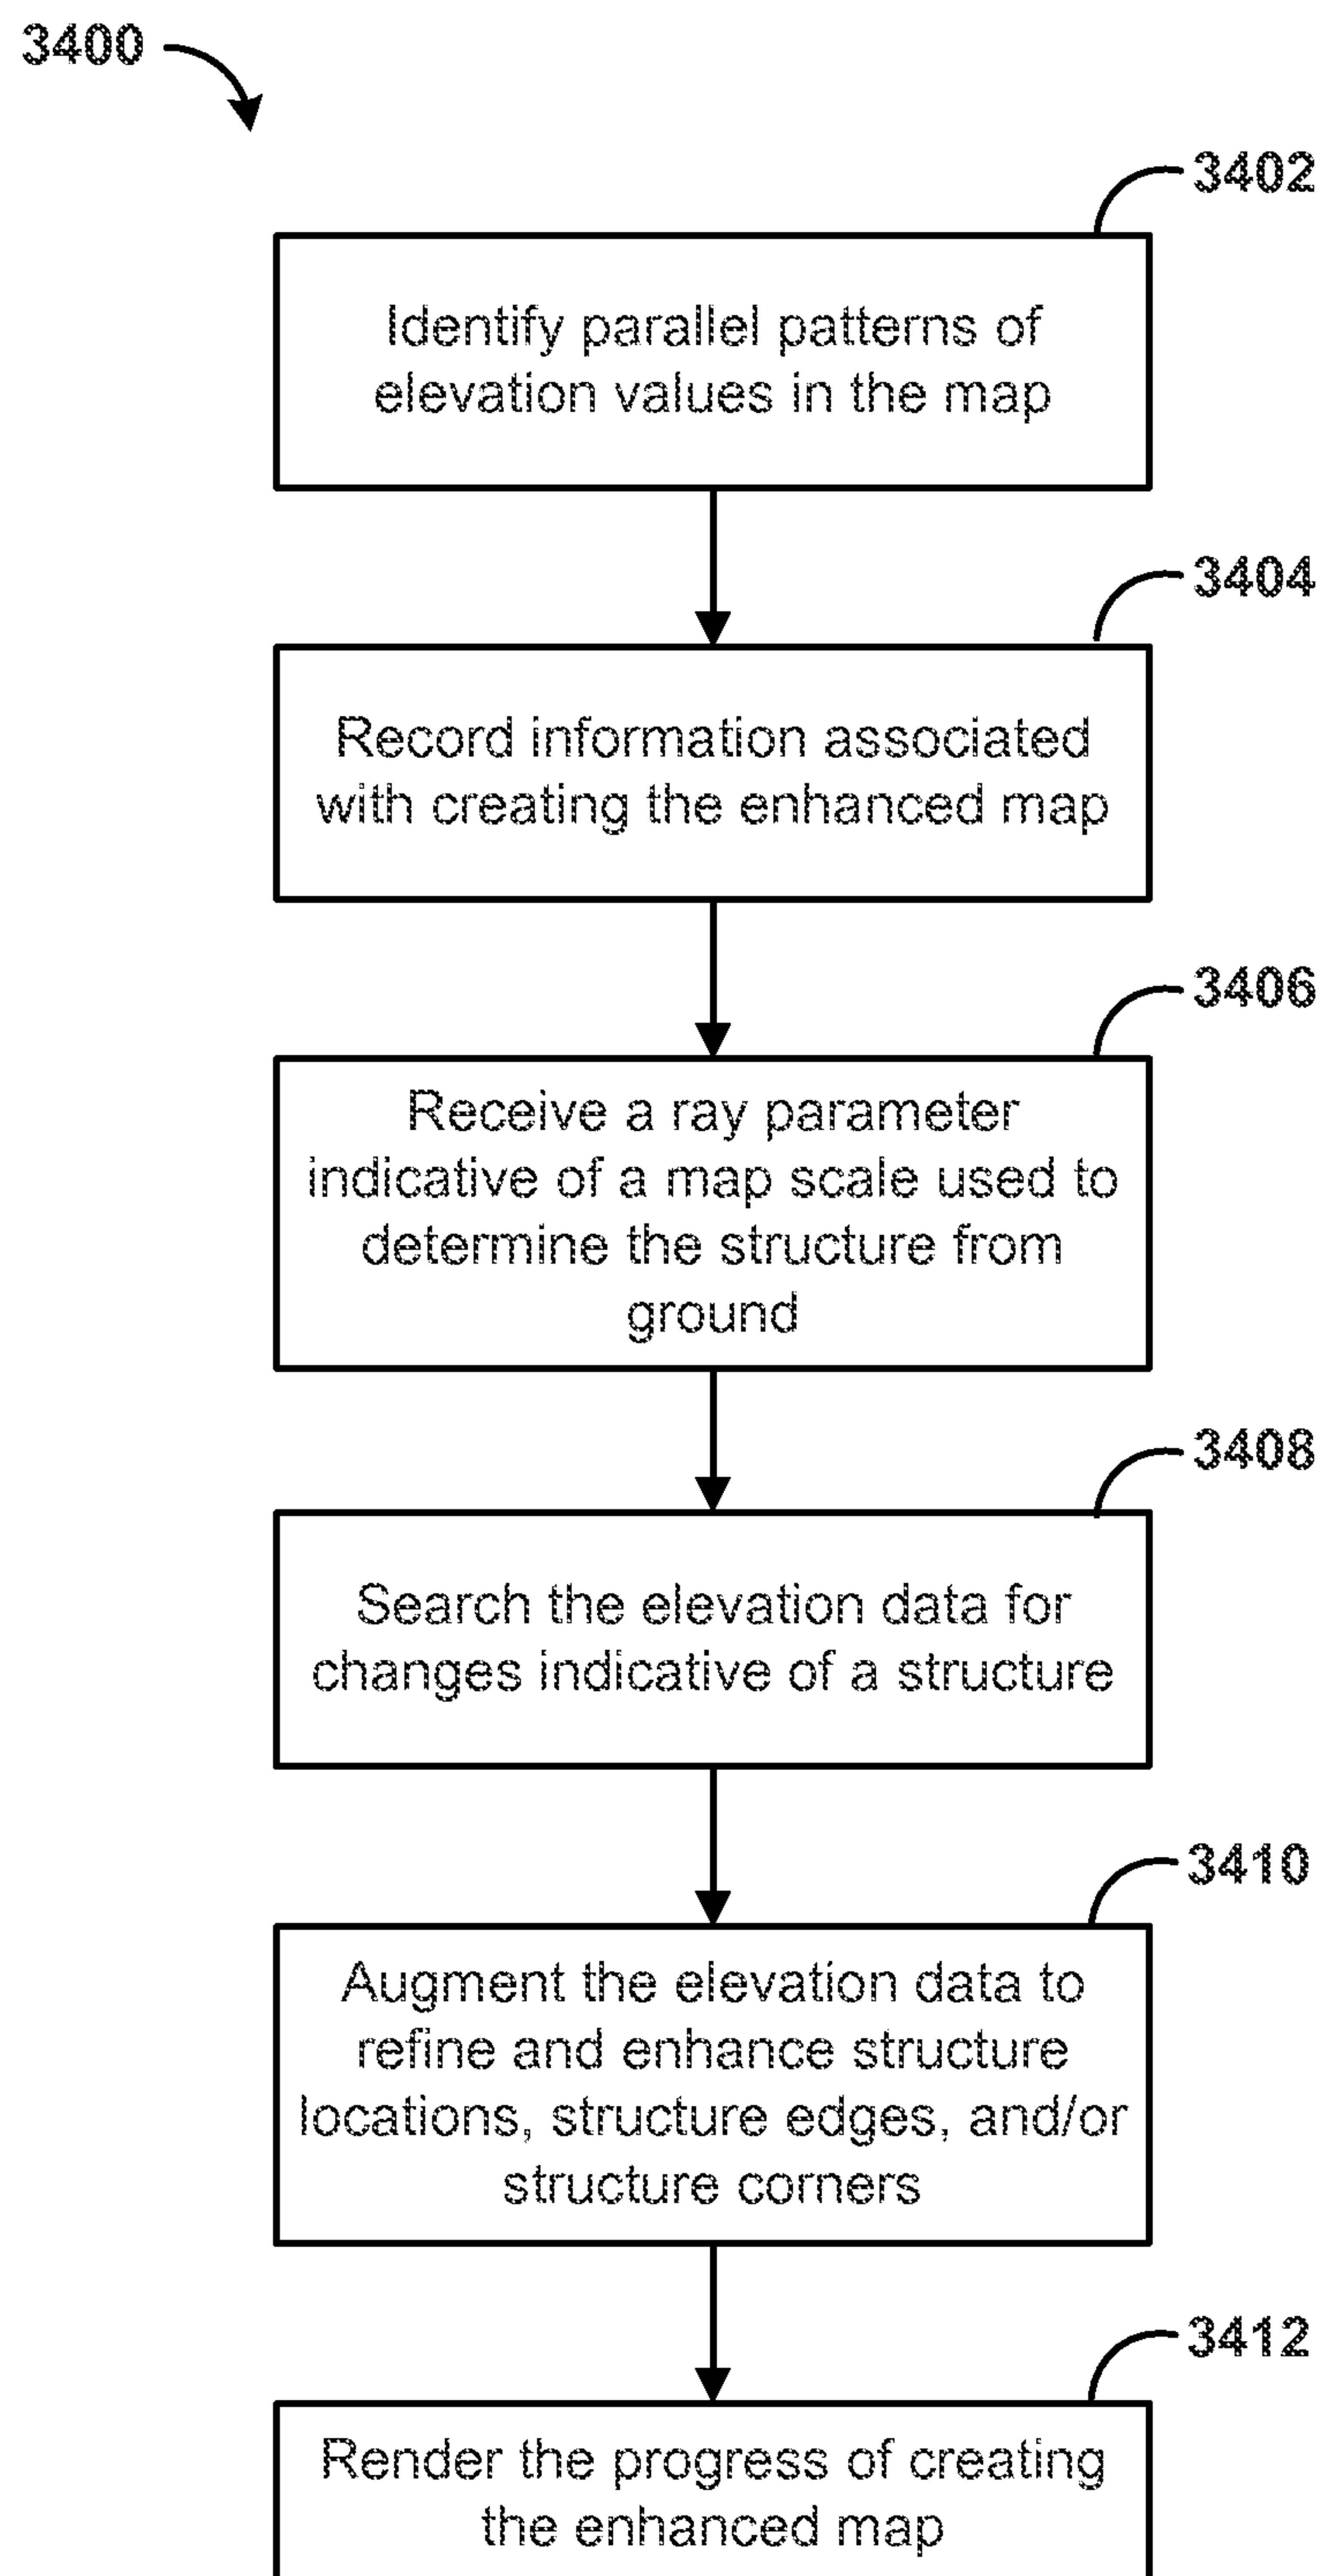 3400
3402
Identify parallel patterns of
elevation values in the map
3404
Record information associated
with creating the enhanced map
3406
Receive a ray parameter
indicative of a map scale used to
determine the structure from
ground
3408
Search the elevation data for
changes indicative of a structure
3410
Augment the elevation data to
refine and enhance structure
locations, structure edges, and/or
structure corners
3412
Render the progress of creating
the enhanced map